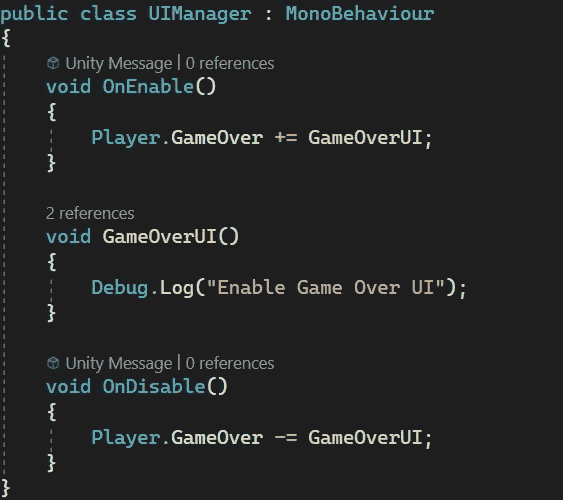 public class UIManager : MonoBehaviour
{
Unity Message | 0 references
void OnEnable()
{
Player.GameOver += GameOverUI;
}
2 references
void GameOverUI()
{
Debug.Log("Enable Game Over UI");
}
Unity Message | 0 references
void OnDisable()
{
Player.GameOver -= GameOverUI;
}
}